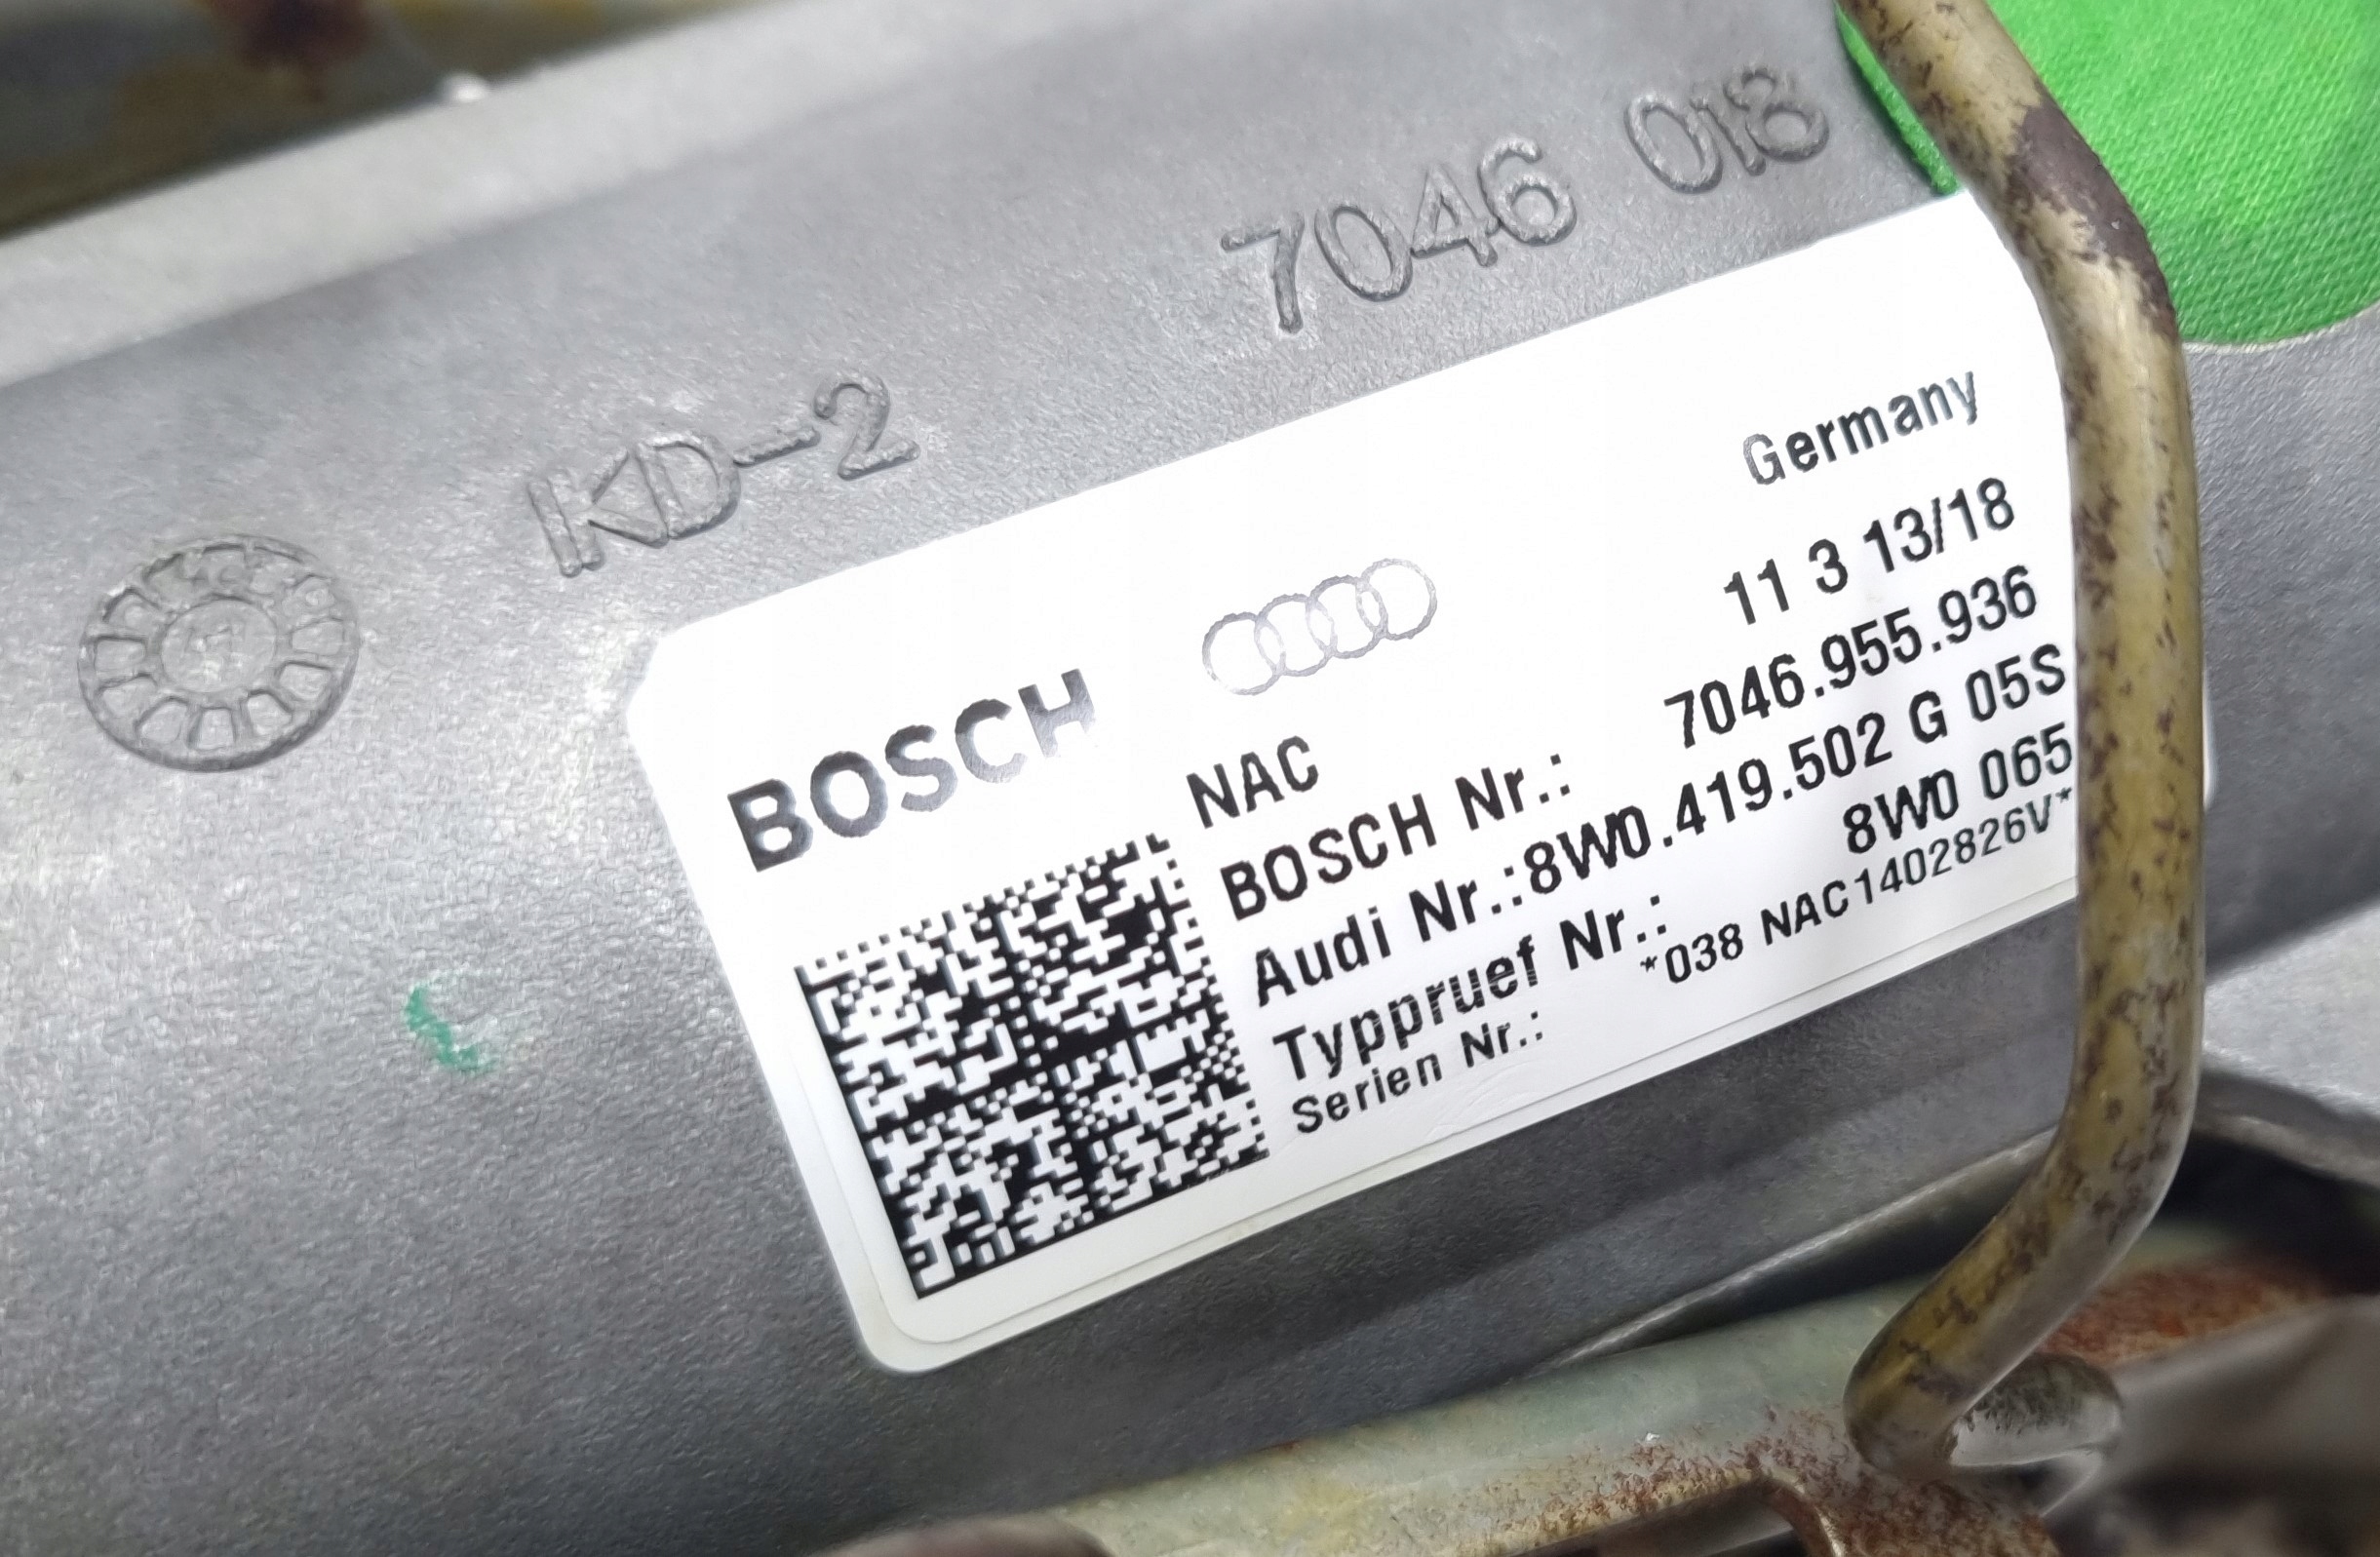 7046 018
KD-2
Germany
BOSCH
11 3 13/18
NAC
BOSCH Nr.: 7046.955.936
Audi Nr.:8W0.419.502 G 05S
Typpruef Nr.: 8W0 065
Serien Nr.: *038 NAC1402826V*